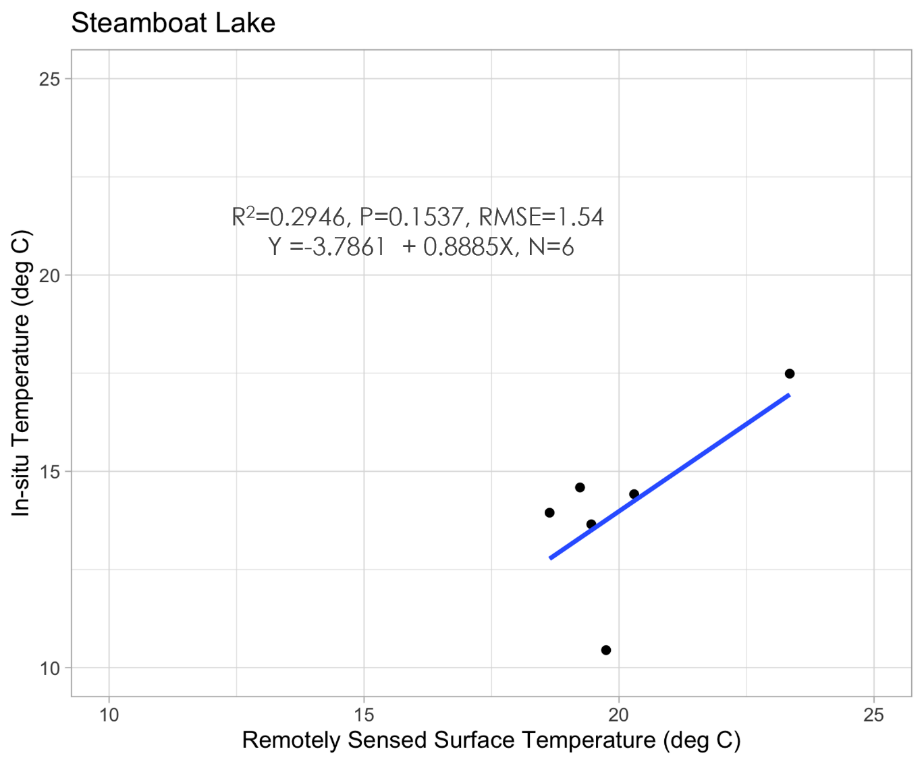 Steamboat Lake
25
R²=0.2946, P=0.1537, RMSE=1.54
Y =-3.7861  + 0.8885X, N=6
20
In-situ Temperature (deg C)
15
10
10 15 20 25
Remotely Sensed Surface Temperature (deg C)